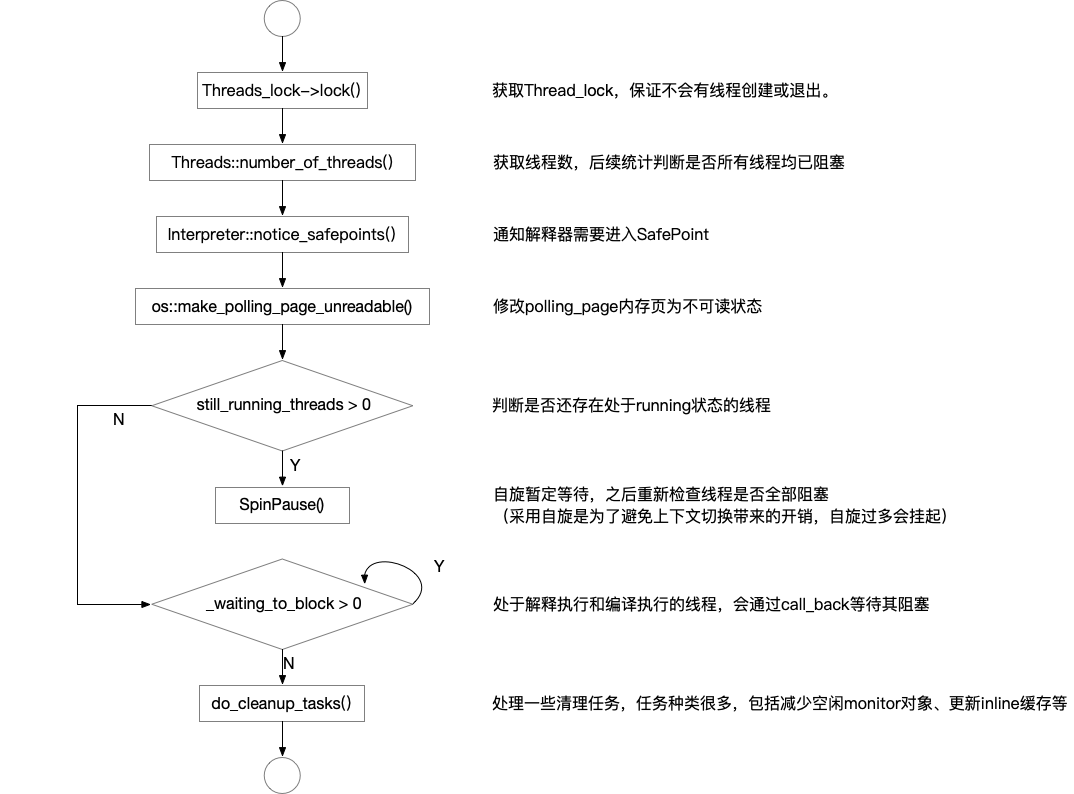 Threads_lock->lock()
获取Thread_lock，保证不会有线程创建或退出。
Threads::number_of_threads()
获取线程数，后续统计判断是否所有线程均已阻塞
Interpreter::notice_safepoints()
通知解释器需要进入SafePoint
os::make_polling_page_unreadable()
修改polling_page内存页为不可读状态
still_running_threads > 0
判断是否还存在处于running状态的线程
N
Y
SpinPause()
自旋暂定等待，之后重新检查线程是否全部阻塞
（采用自旋是为了避免上下文切换带来的开销，自旋过多会挂起）
Y
_waiting_to_block > 0
处于解释执行和编译执行的线程，会通过call_back等待其阻塞
N
do_cleanup_tasks()
处理一些清理任务，任务种类很多，包括减少空闲monitor对象、更新inline缓存等